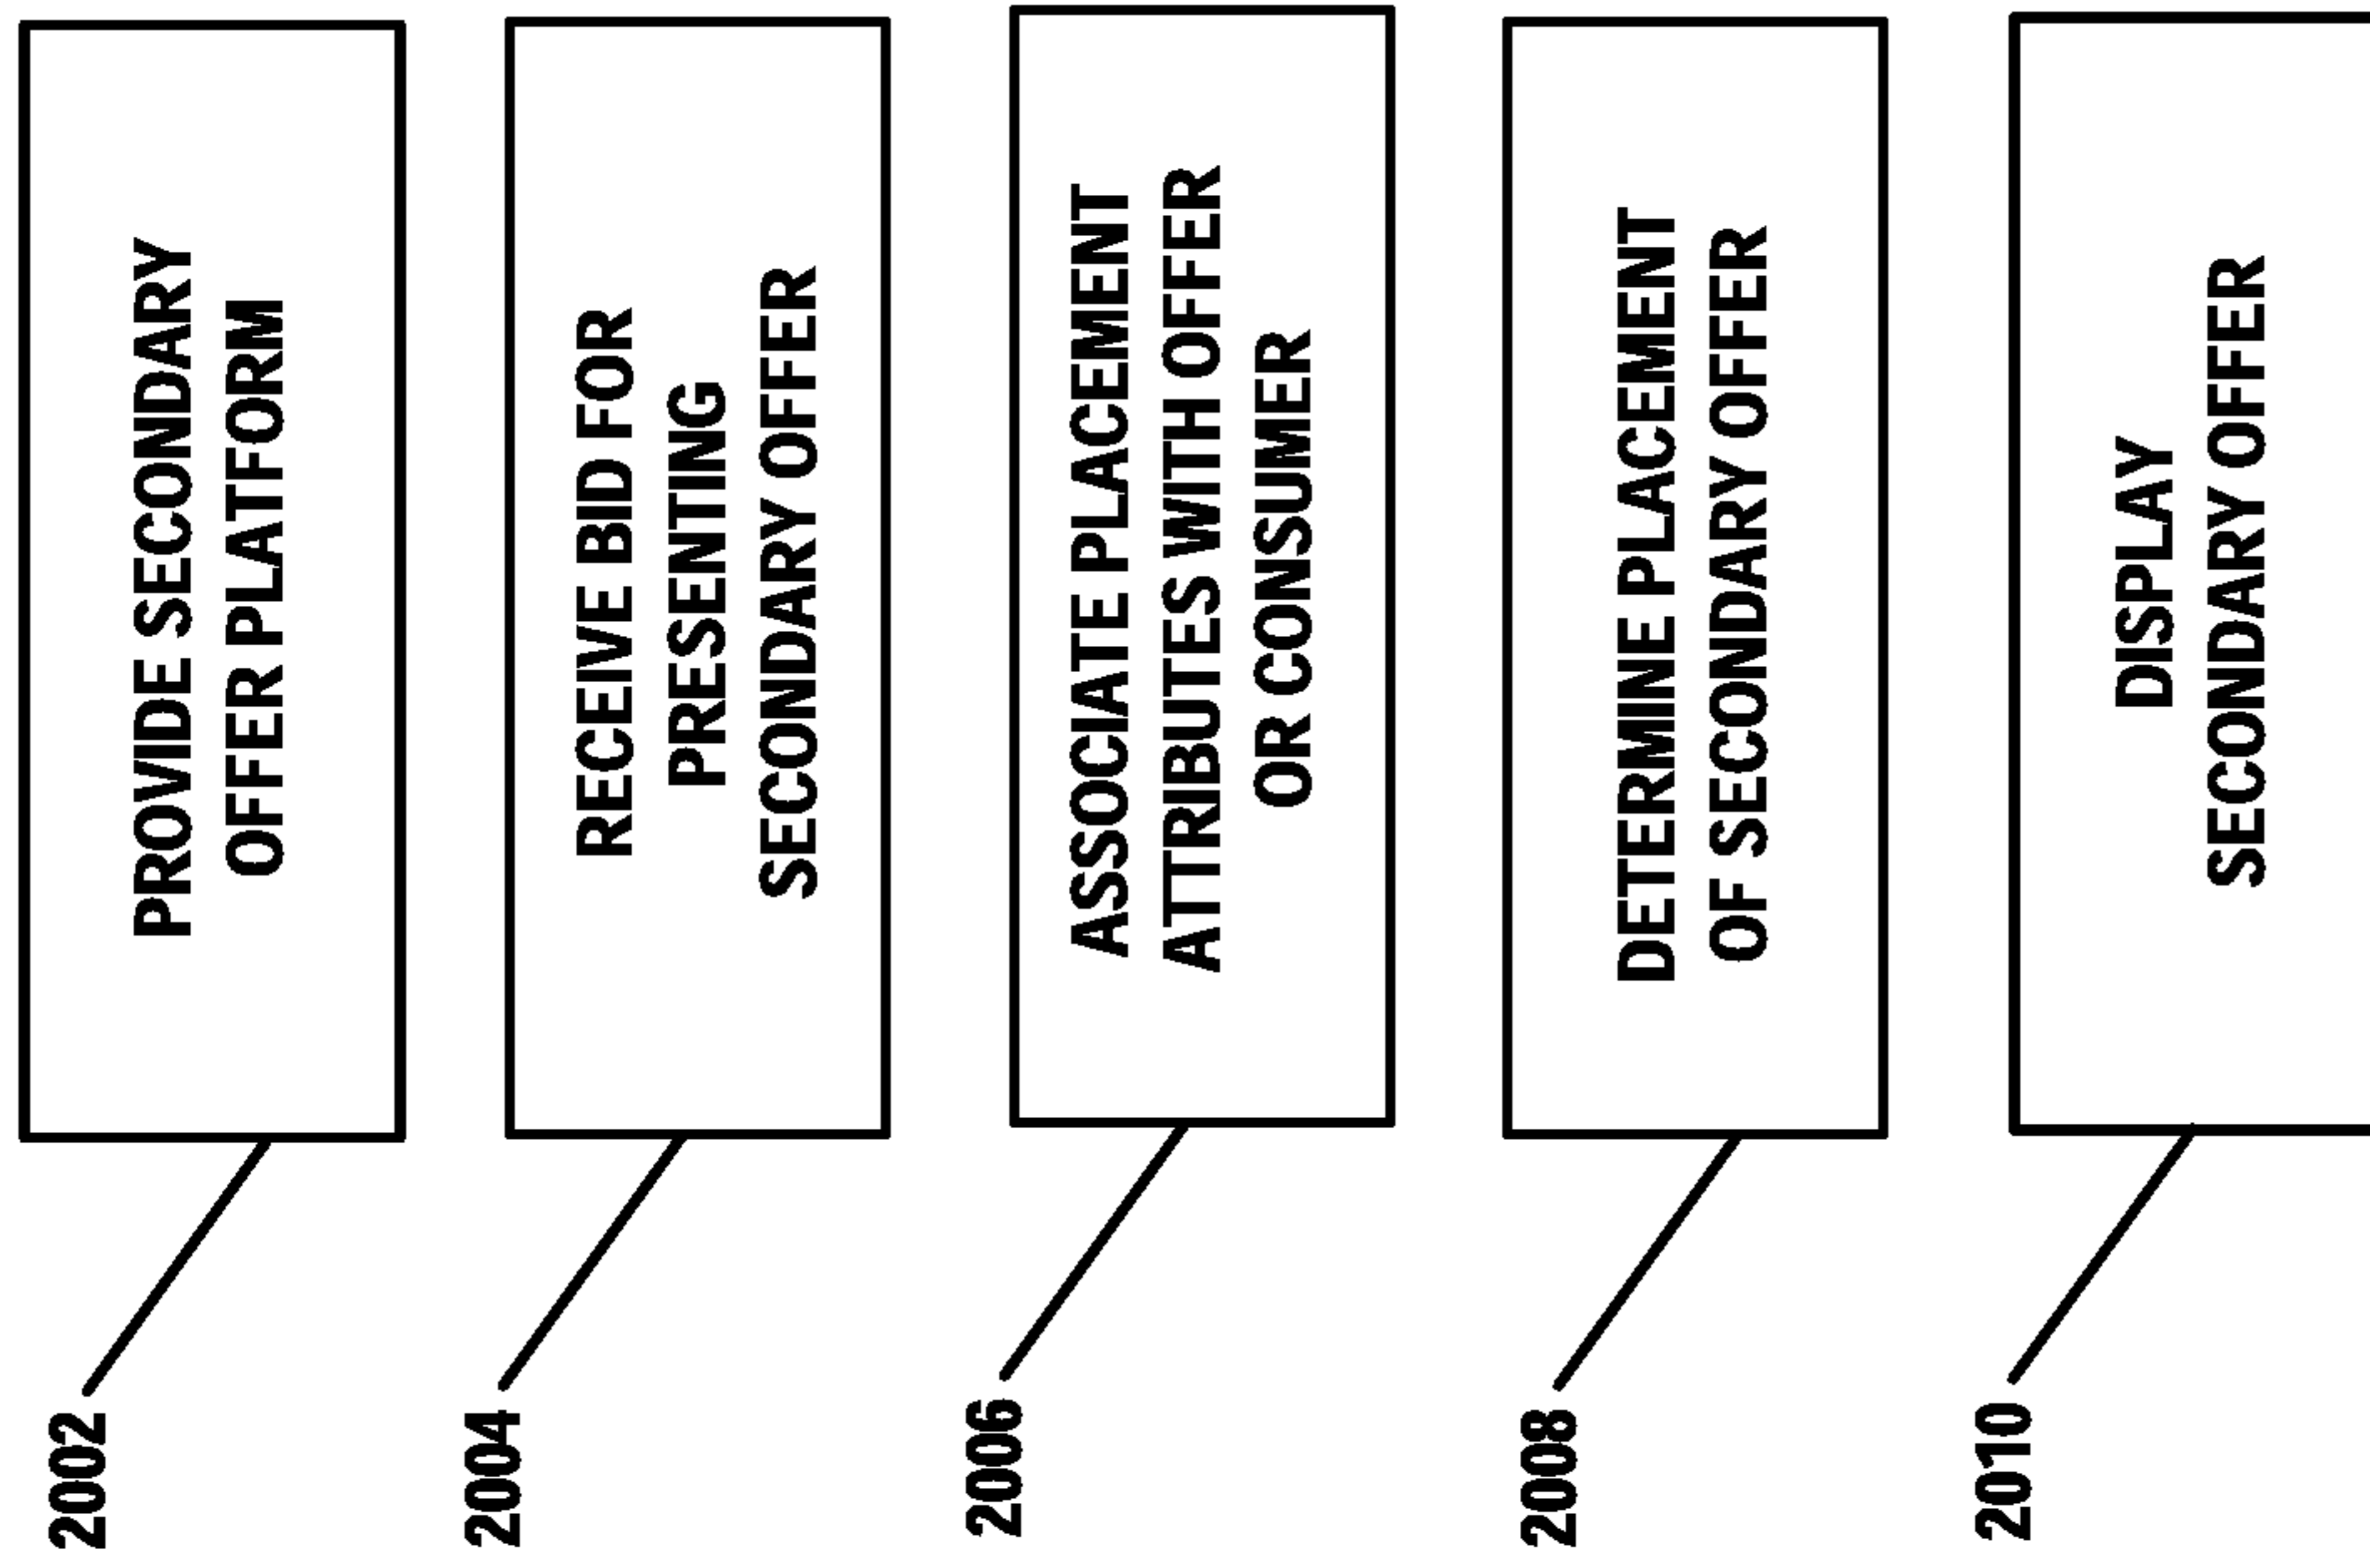 2002
PROVIDE SECONDARY
OFFER PLATFORM
2004
RECEIVE BID FOR
PRESENTING
SECONDARY OFFER
2006
ASSOCIATE PLACEMENT
ATTRIBUTES WITH OFFER
OR CONSUMER
2008
DETERMINE PLACEMENT
OF SECONDARY OFFER
2010
DISPLAY
SECONDARY OFFER